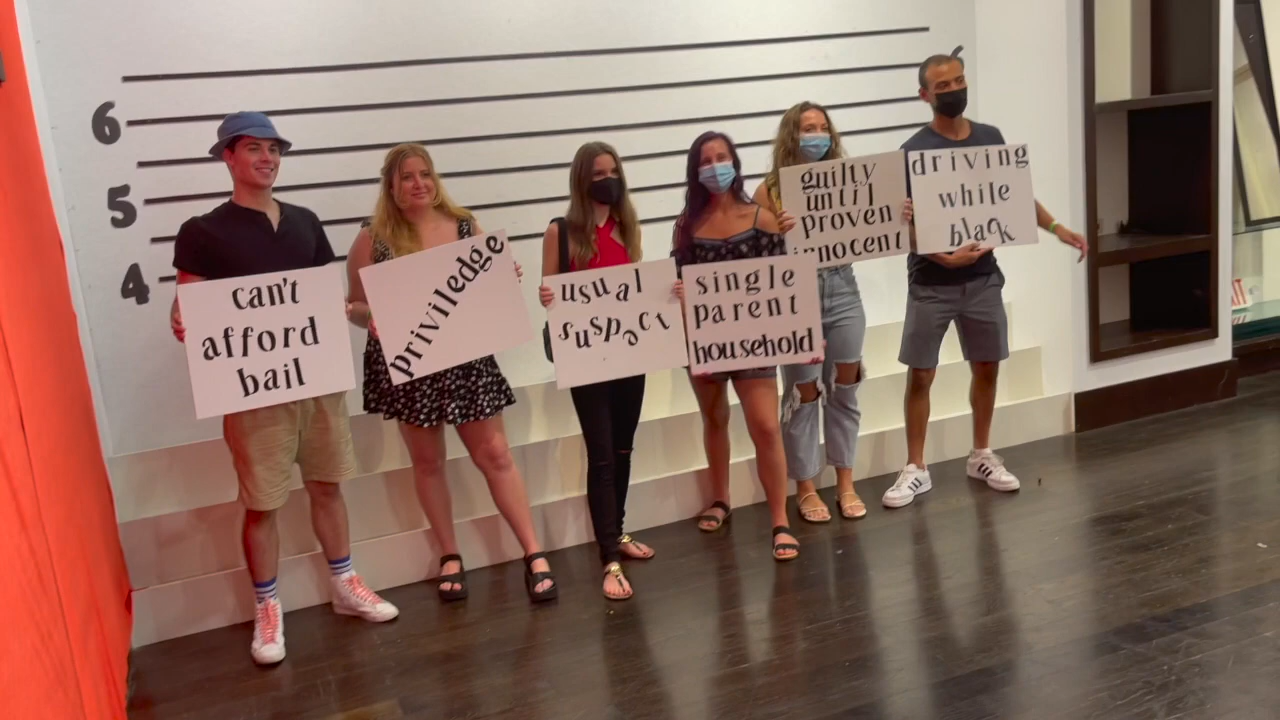 6
5
4
can't
afford
bail
priviledge
usual
suspect
single
parent
household
guilty
until
proven
innocent
driving
while
black